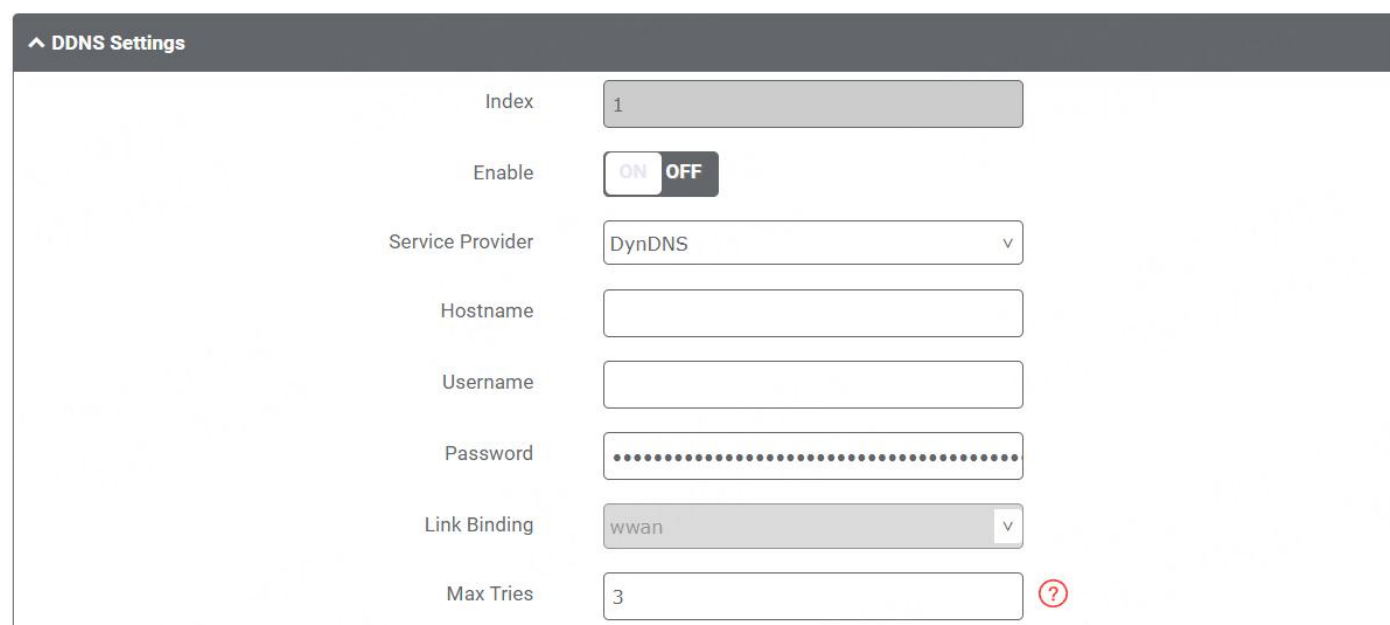 DDNS Settings
Index 1
Enable ON OFF
Service Provider DynDNS v
Hostname
Username
Password ••••••••••••••••••••••••••••••••••••••••
Link Binding wwan v
Max Tries 3 ?